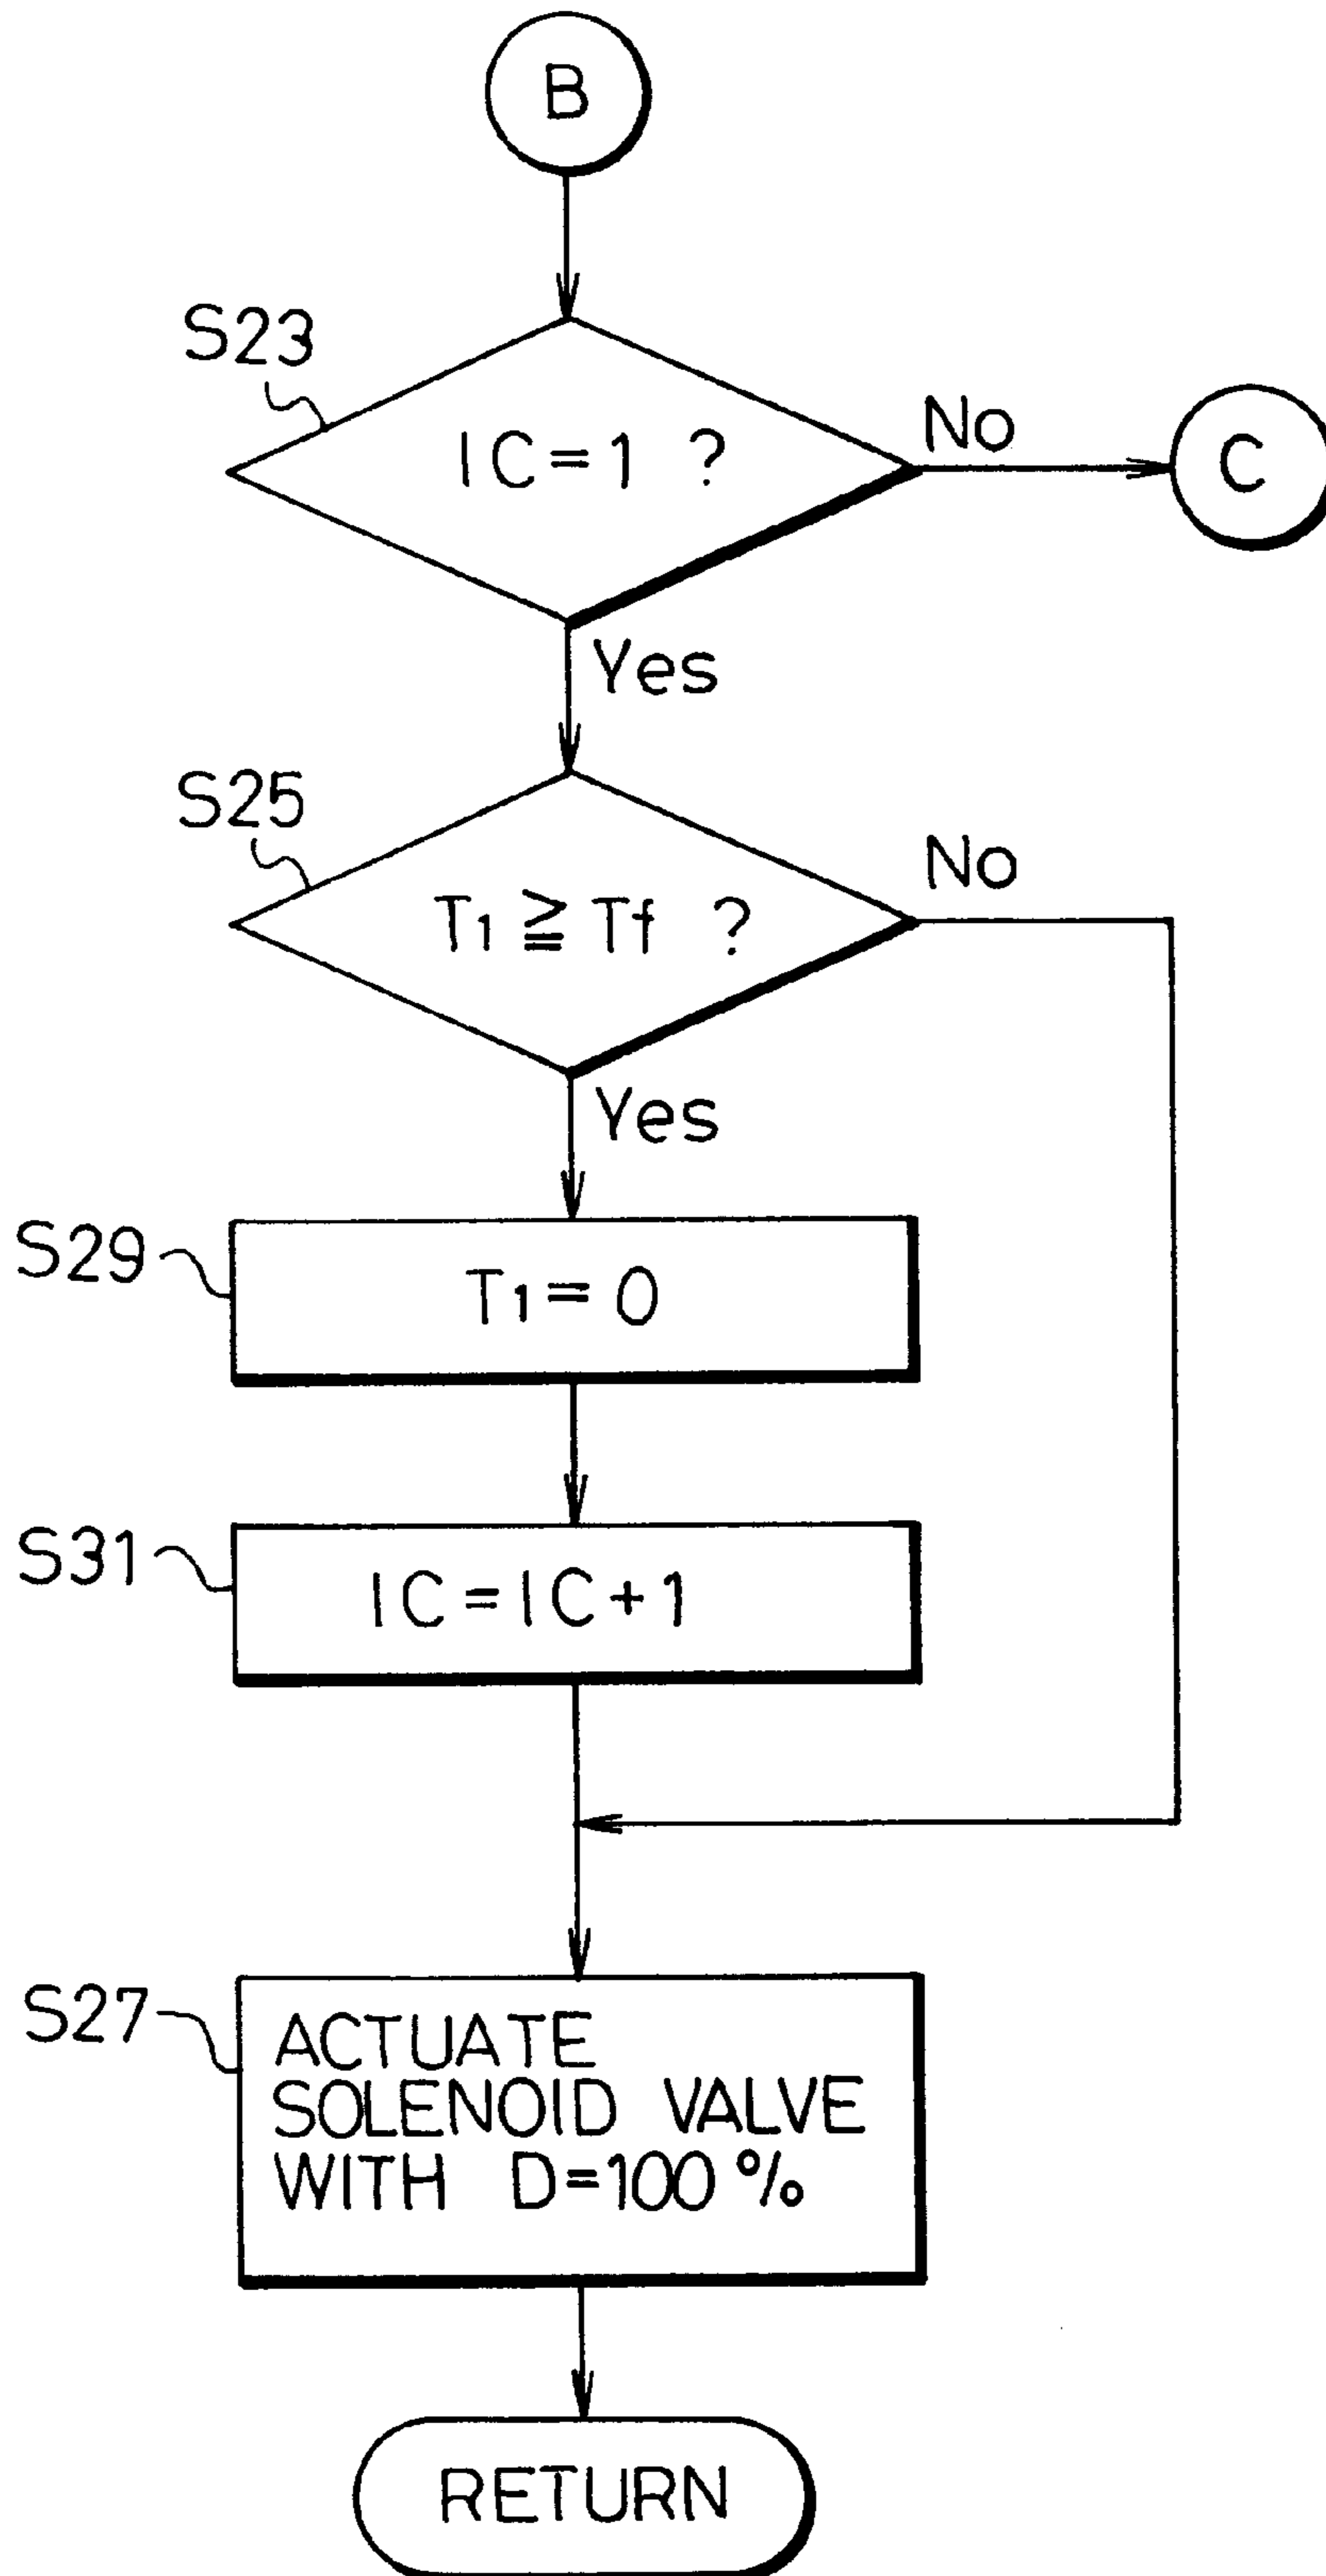 B
S23
IC=1 ?
No
C
Yes
S25
T1 ≧ Tf ?
No
Yes
S29
T1=0
S31
IC=IC+1
S27
ACTUATE
SOLENOID VALVE
WITH D=100%
RETURN